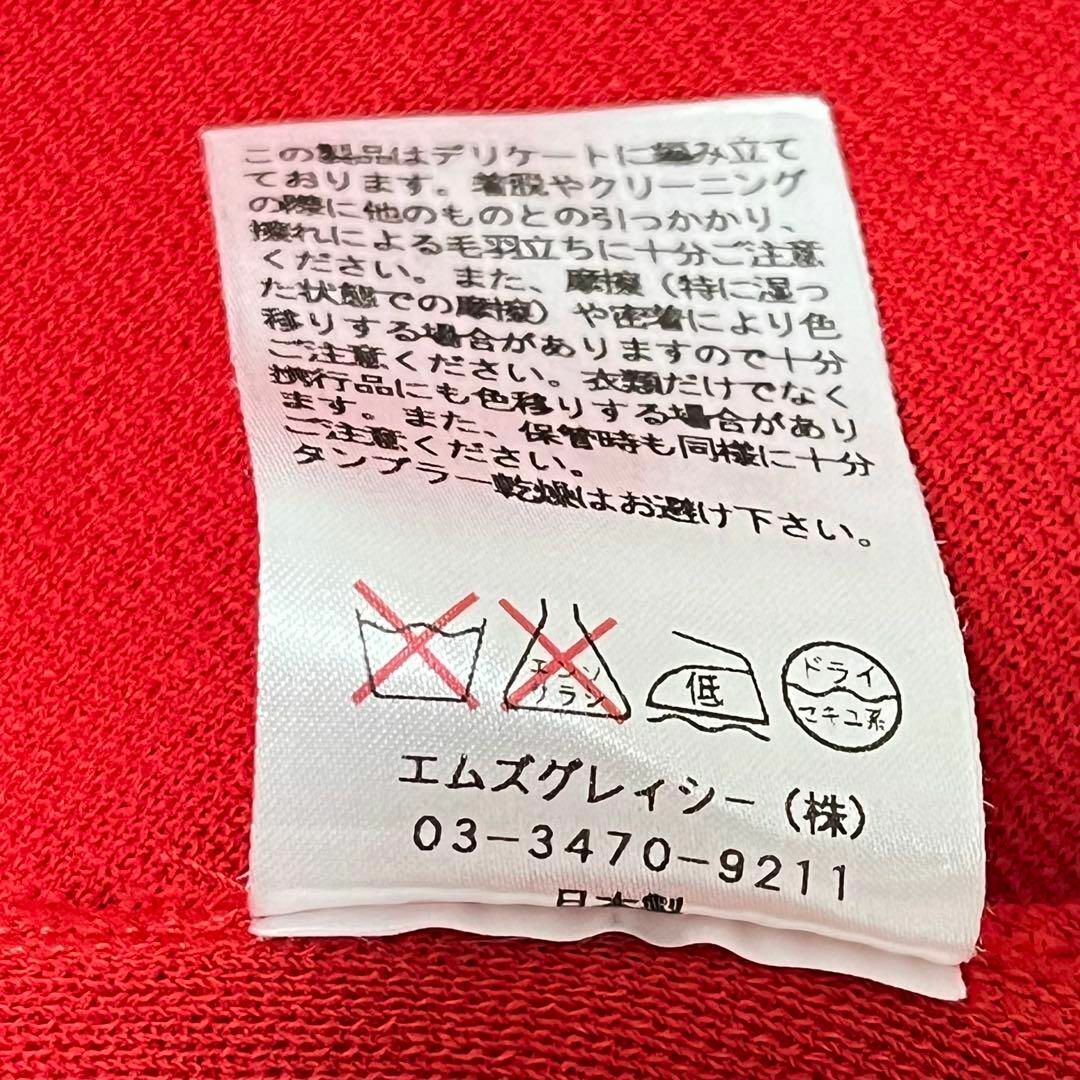 この製品はデリケートに編み立て
ております。着脱やクリーニング
の際に他のものとの引っかかり、
擦れによる毛羽立ちに十分ご注意
ください。また、摩擦(特に湿っ
た状態での摩擦)や密着により色
移りする場合がありますので十分
ご注意ください。衣類だけでなく
携行品にも色移りする場合があり
ます。また、保管時も同様に十分
ご注意ください。
タンブラー乾燥はお避け下さい。
エンソ
サラシ
低
ドライ
セキユ系
エムズグレイシー(株)
03-3470-9211
日本製